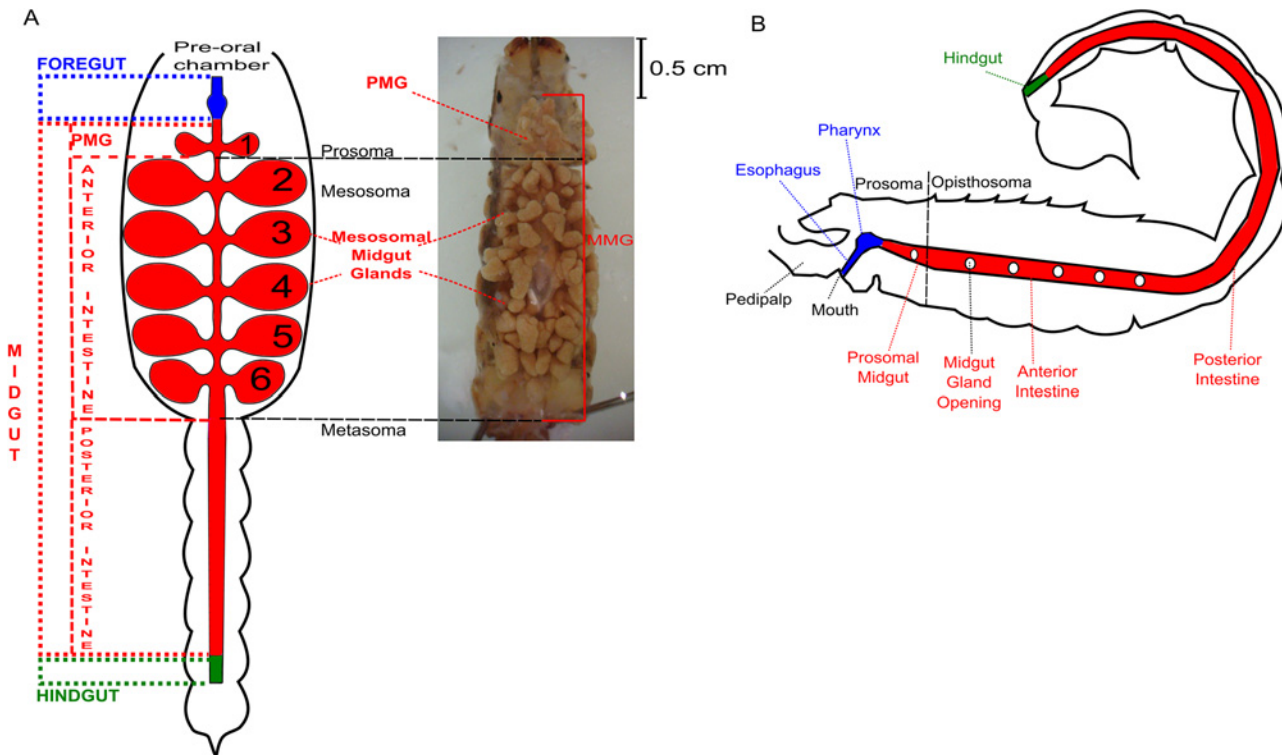 A
FOREGUT
Pre-oral
chamber
PMG
1
2
3
4
5
6
ANTERIOR INTESTINE
POSTERIOR INTESTINE
MIDGUT
HINDGUT
Prosoma
Mesosoma
Mesosomal
Midgut
Glands
Metasoma
PMG
MMG
0.5 cm
B
Hindgut
Pharynx
Esophagus
Prosoma
Opisthosoma
Pedipalp
Mouth
Prosomal
Midgut
Midgut
Gland
Opening
Anterior
Intestine
Posterior
Intestine